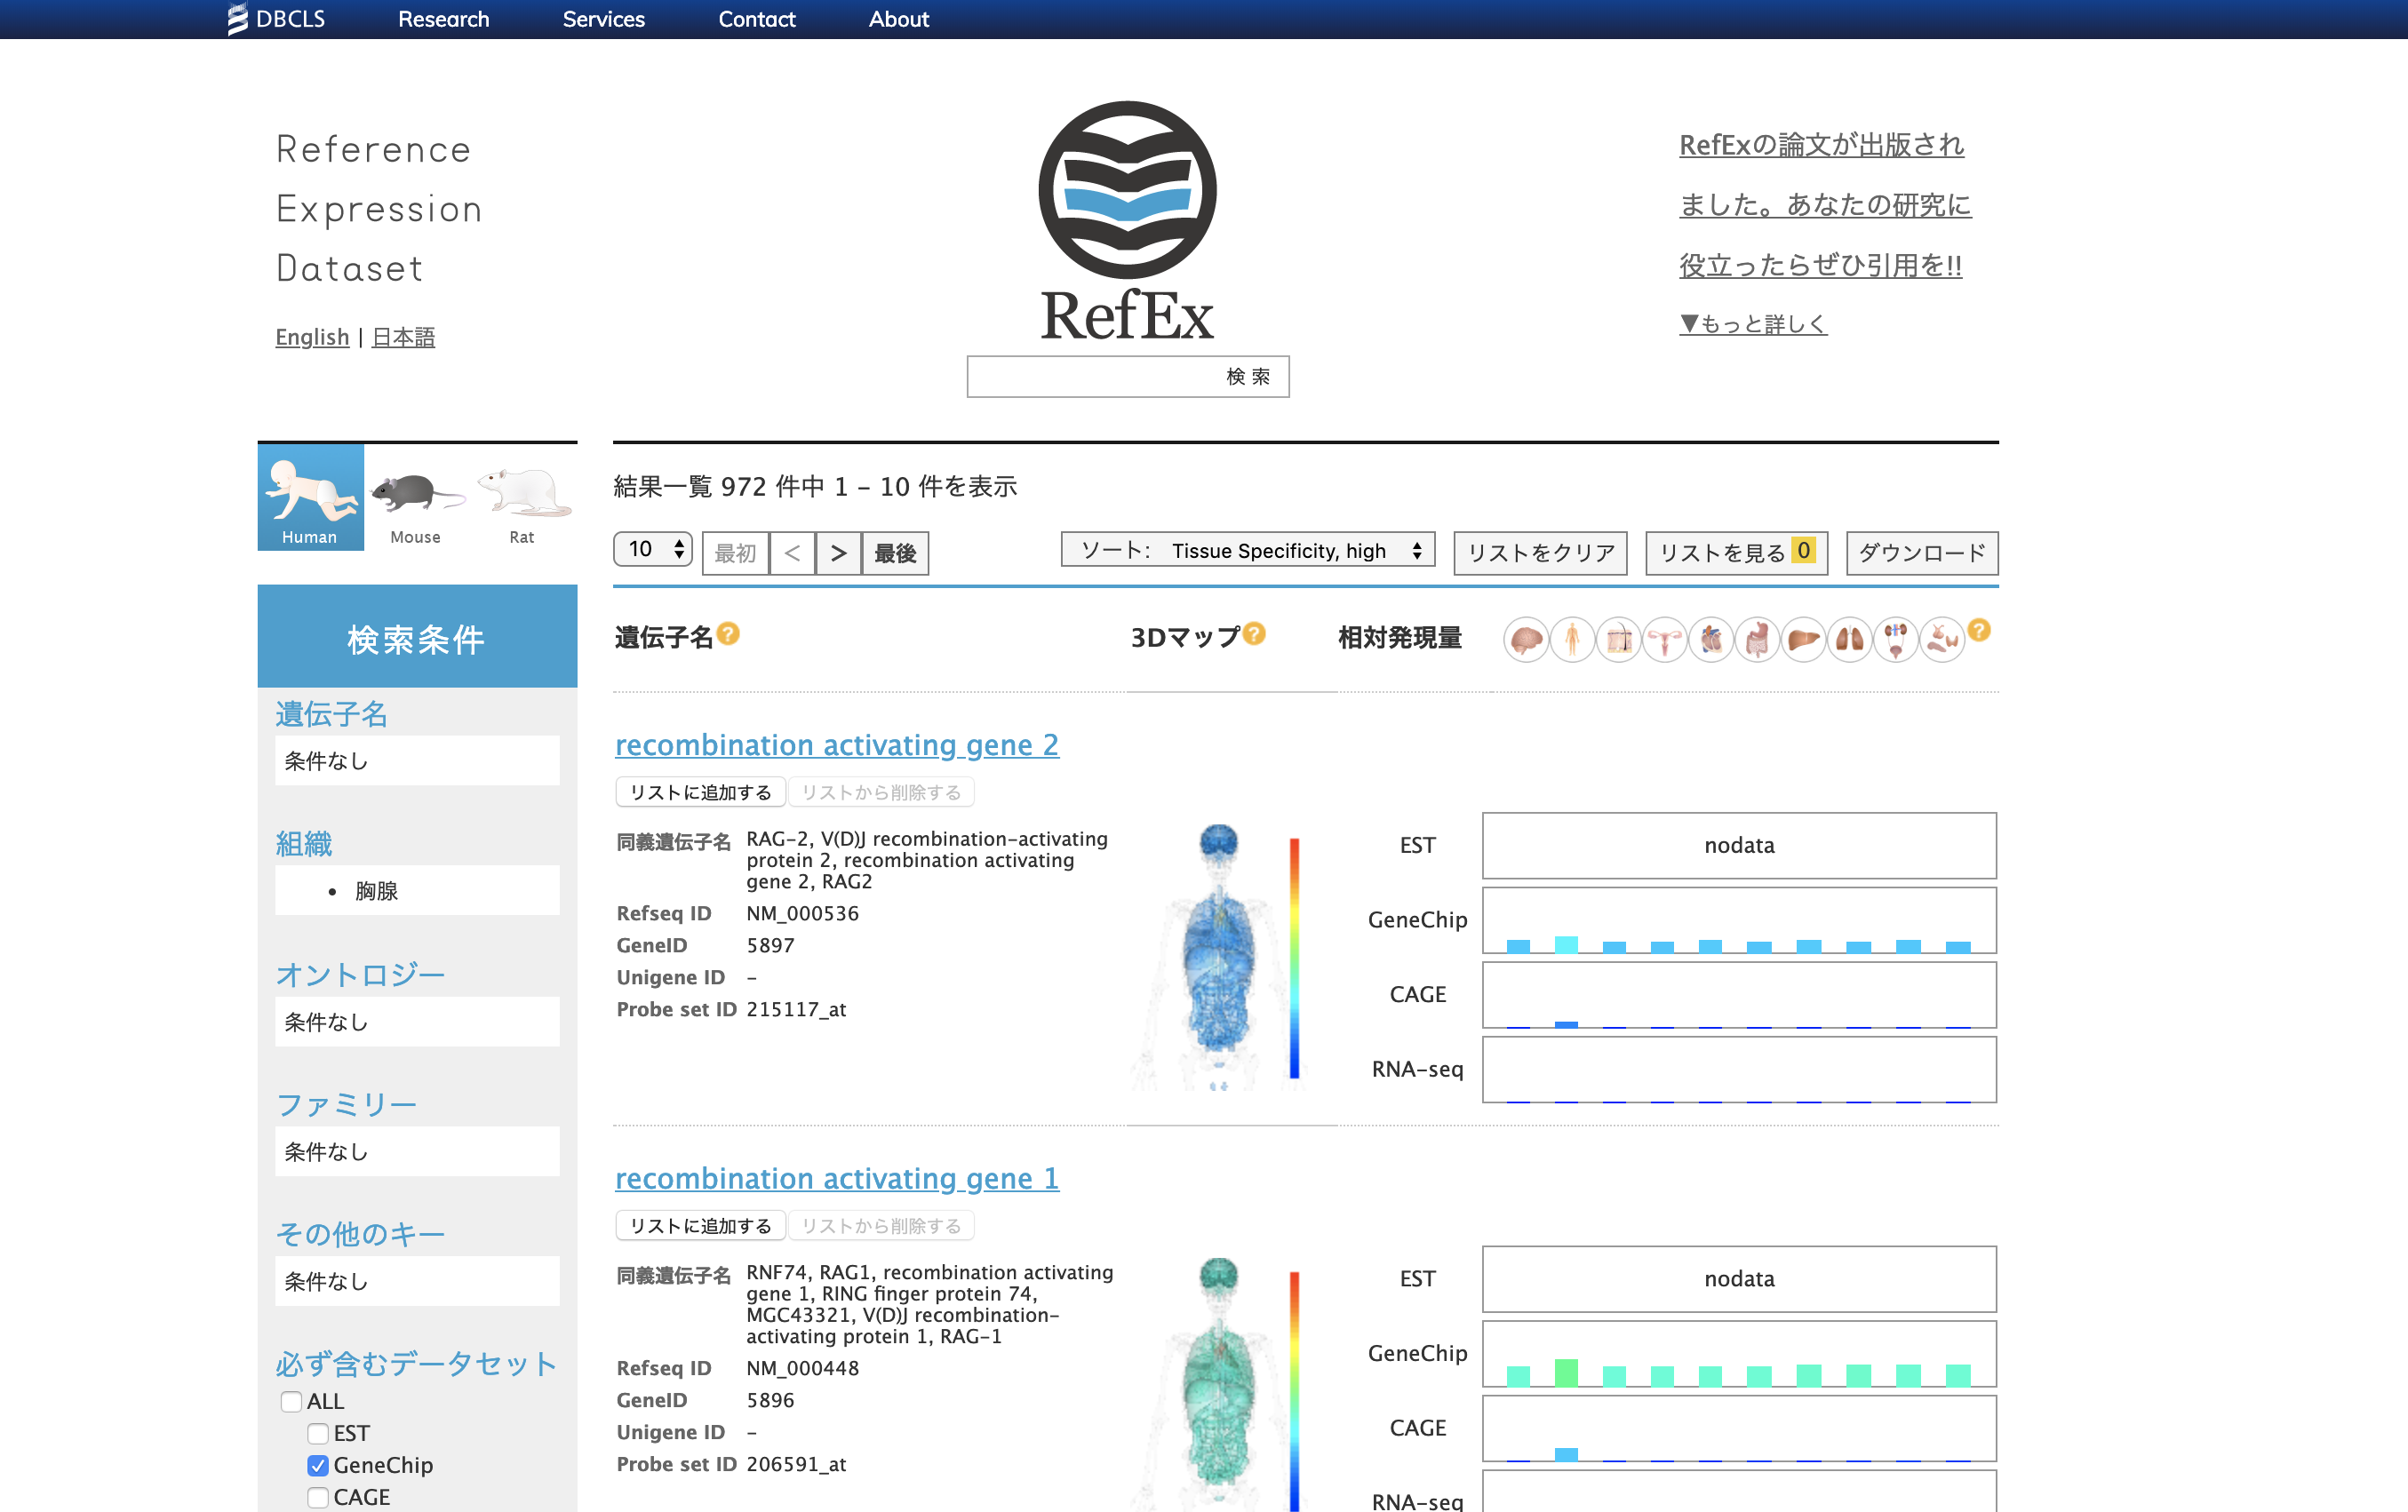 DBCLS Research Services Contact About
Reference
Expression
Dataset
English | 日本語
RefEx
検 索
RefExの論文が出版され
ました。あなたの研究に
役立ったらぜひ引用を!!
▼もっと詳しく
Human Mouse Rat
検索条件
遺伝子名
条件なし
組織
• 胸腺
オントロジー
条件なし
ファミリー
条件なし
その他のキー
条件なし
必ず含むデータセット
ALL
EST
GeneChip
CAGE
結果一覧 972 件中 1 – 10 件を表示
10 最初 < > 最後 ソート: Tissue Specificity, high リストをクリア リストを見る 0 ダウンロード
遺伝子名 ? 3Dマップ ? 相対発現量 ?
recombination activating gene 2
リストに追加する リストから削除する
同義遺伝子名 RAG-2, V(D)J recombination-activating
protein 2, recombination activating
gene 2, RAG2
Refseq ID NM_000536
GeneID 5897
Unigene ID –
Probe set ID 215117_at
EST nodata
GeneChip
CAGE
RNA-seq
recombination activating gene 1
リストに追加する リストから削除する
同義遺伝子名 RNF74, RAG1, recombination activating
gene 1, RING finger protein 74,
MGC43321, V(D)J recombination-
activating protein 1, RAG-1
Refseq ID NM_000448
GeneID 5896
Unigene ID –
Probe set ID 206591_at
EST nodata
GeneChip
CAGE
RNA-seq